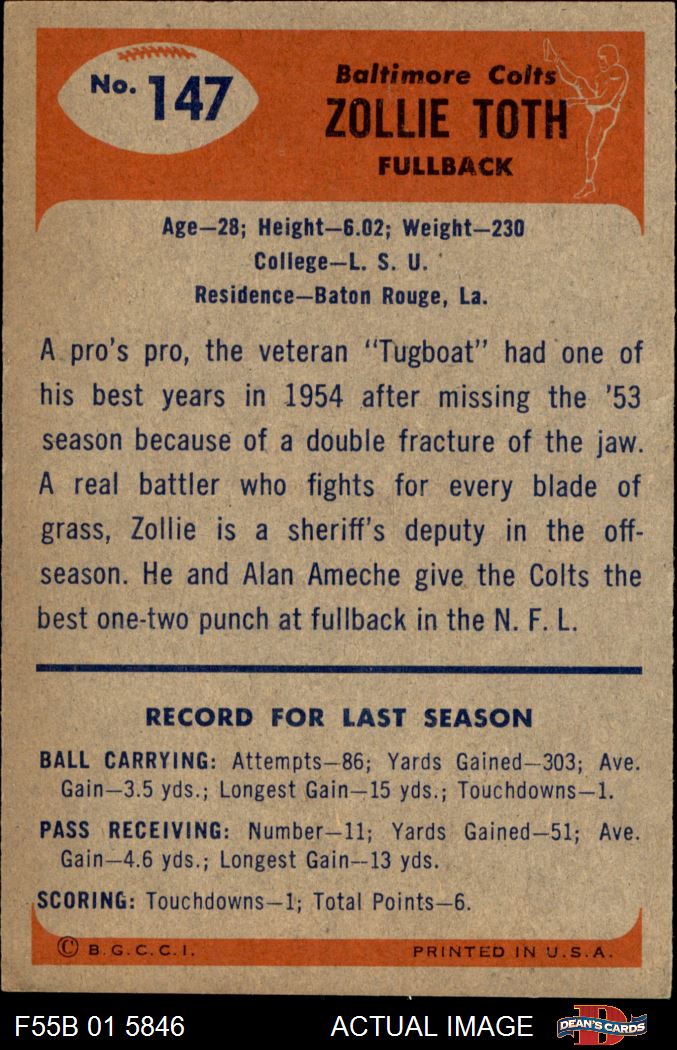 No. 147
Baltimore Colts
ZOLLIE TOTH
FULLBACK
Age—28; Height—6.02; Weight—230
College—L. S. U.
Residence—Baton Rouge, La.
A pro's pro, the veteran "Tugboat" had one of
his best years in 1954 after missing the '53
season because of a double fracture of the jaw.
A real battler who fights for every blade of
grass, Zollie is a sheriff's deputy in the off-
season. He and Alan Ameche give the Colts the
best one-two punch at fullback in the N. F. L.
RECORD FOR LAST SEASON
BALL CARRYING: Attempts—86; Yards Gained—303; Ave.
Gain—3.5 yds.; Longest Gain—15 yds.; Touchdowns—1.
PASS RECEIVING: Number—11; Yards Gained—51; Ave.
Gain—4.6 yds.; Longest Gain—13 yds.
SCORING: Touchdowns—1; Total Points—6.
© B.G.C.C.I. PRINTED IN U.S.A.
F55B 01 5846 ACTUAL IMAGE D DEAN'S CARDS